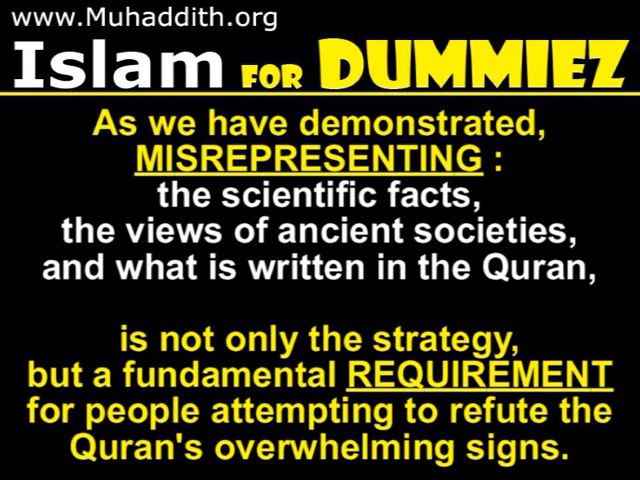 www.Muhaddith.org
Islam FOR DUMMIEZ
As we have demonstrated,
MISREPRESENTING :
the scientific facts,
the views of ancient societies,
and what is written in the Quran,
is not only the strategy,
but a fundamental REQUIREMENT
for people attempting to refute the
Quran's overwhelming signs.